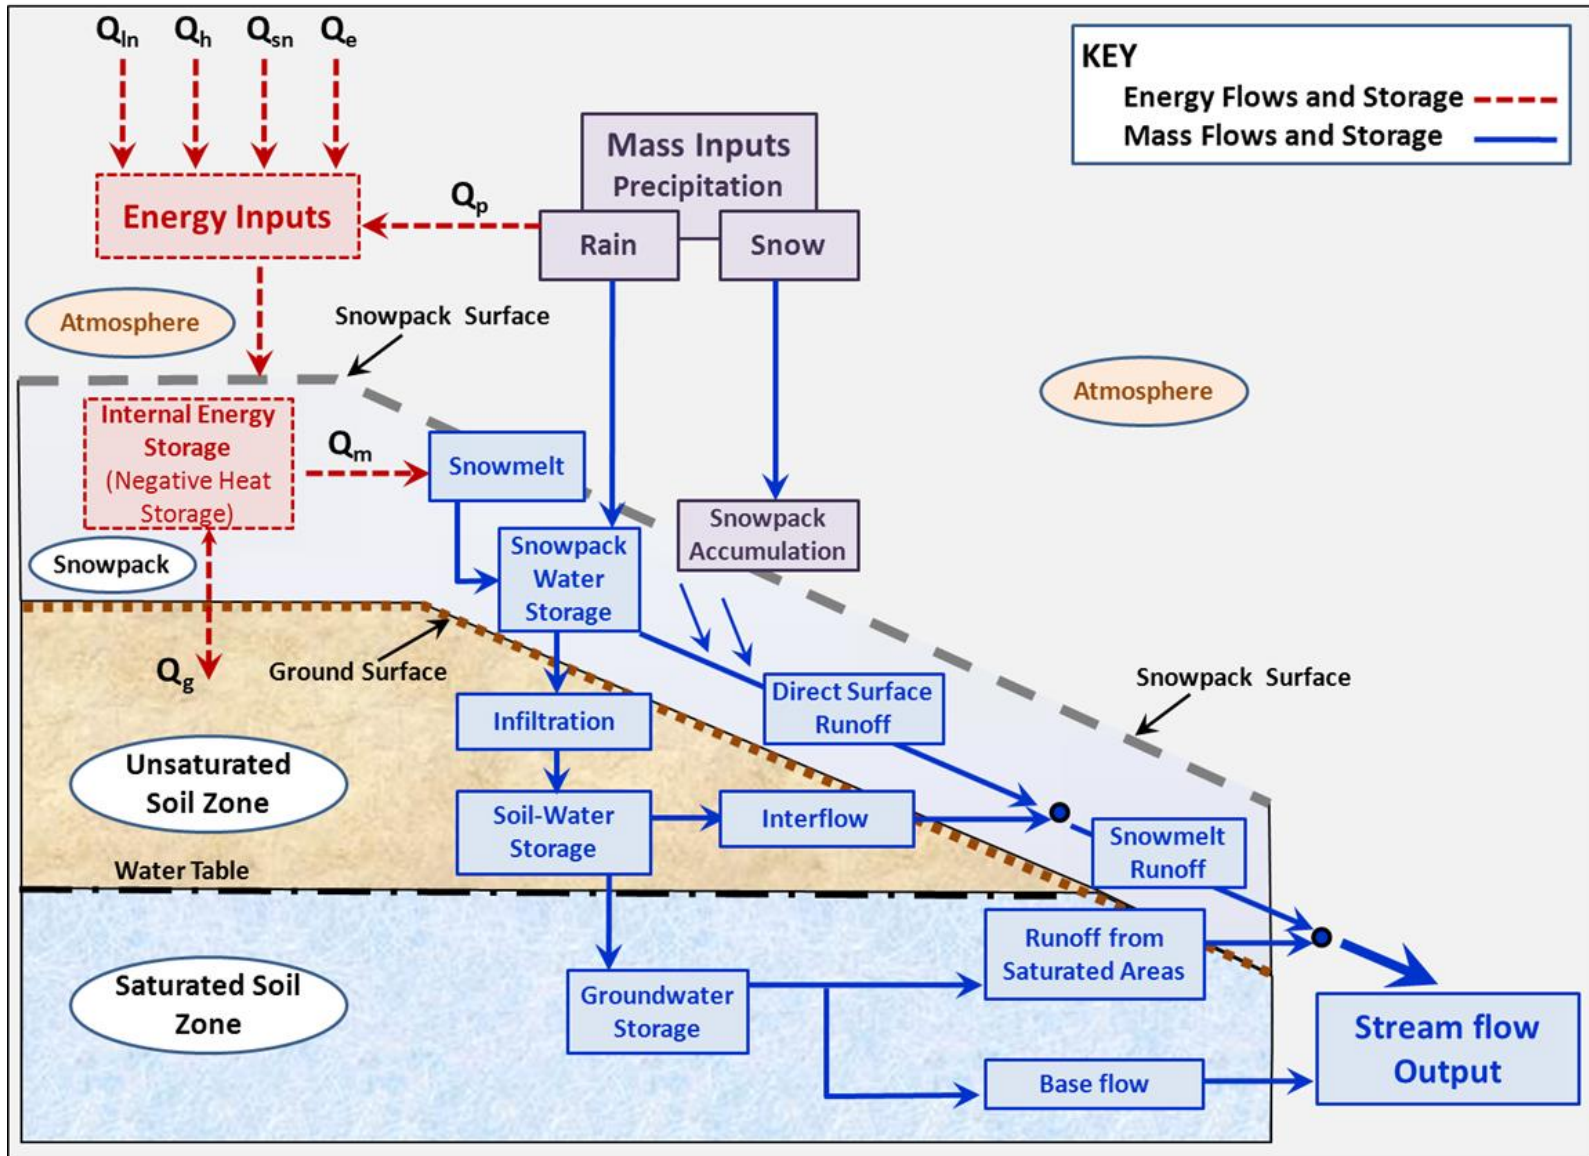 Qln Qh Qsn Qe
KEY
Energy Flows and Storage
Mass Flows and Storage
Mass Inputs
Precipitation
Energy Inputs
Qp
Rain
Snow
Atmosphere
Snowpack Surface
Atmosphere
Internal Energy
Storage
(Negative Heat
Storage)
Qm
Snowmelt
Snowpack
Accumulation
Snowpack
Water
Storage
Snowpack
Qg
Ground Surface
Snowpack Surface
Direct Surface
Runoff
Infiltration
Unsaturated
Soil Zone
Soil-Water
Storage
Interflow
Snowmelt
Runoff
Water Table
Runoff from
Saturated Areas
Saturated Soil
Zone
Groundwater
Storage
Stream flow
Output
Base flow